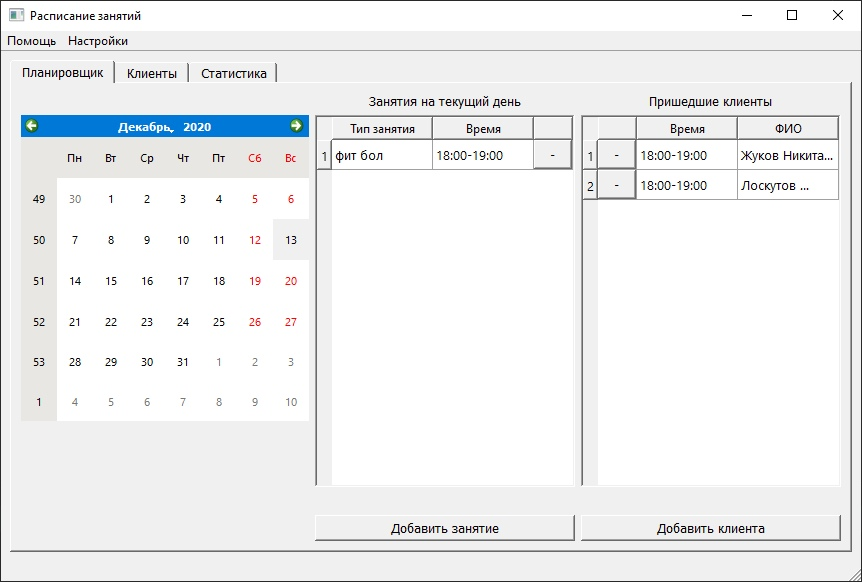 Расписание занятий
Помощь Настройки
Планировщик Клиенты Статистика
Занятия на текущий день
Пришедшие клиенты
Декабрь, 2020
Пн Вт Ср Чт Пт Сб Вс
49 30 1 2 3 4 5 6
50 7 8 9 10 11 12 13
51 14 15 16 17 18 19 20
52 21 22 23 24 25 26 27
53 28 29 30 31 1 2 3
1 4 5 6 7 8 9 10
Тип занятия Время
1 фит бол 18:00-19:00 -
Время ФИО
1 - 18:00-19:00 Жуков Никита...
2 - 18:00-19:00 Лоскутов ...
Добавить занятие
Добавить клиента